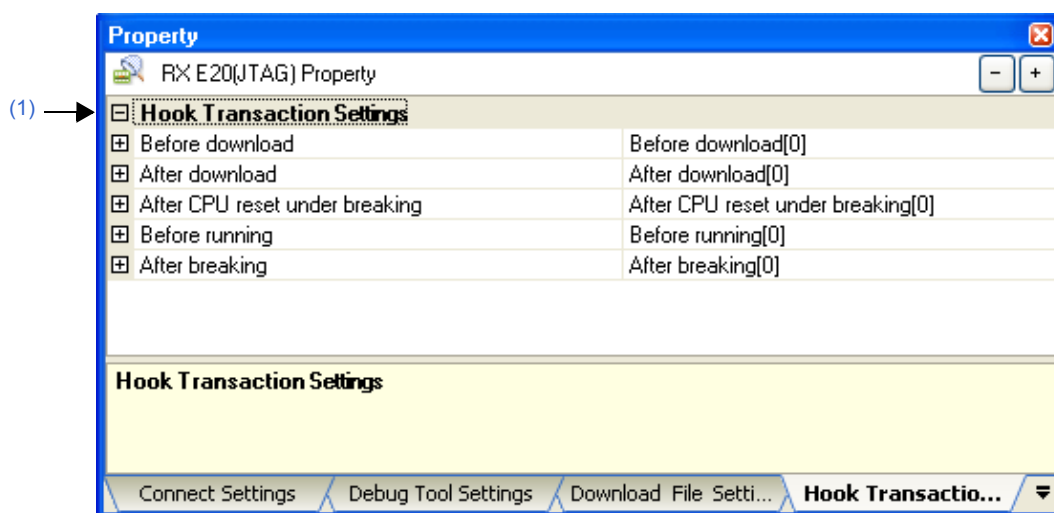 Property
RX E20(JTAG) Property
(1)
Hook Transaction Settings
Before download Before download[0]
After download After download[0]
After CPU reset under breaking After CPU reset under breaking[0]
Before running Before running[0]
After breaking After breaking[0]
Hook Transaction Settings
Connect Settings Debug Tool Settings Download File Setti... Hook Transactio...